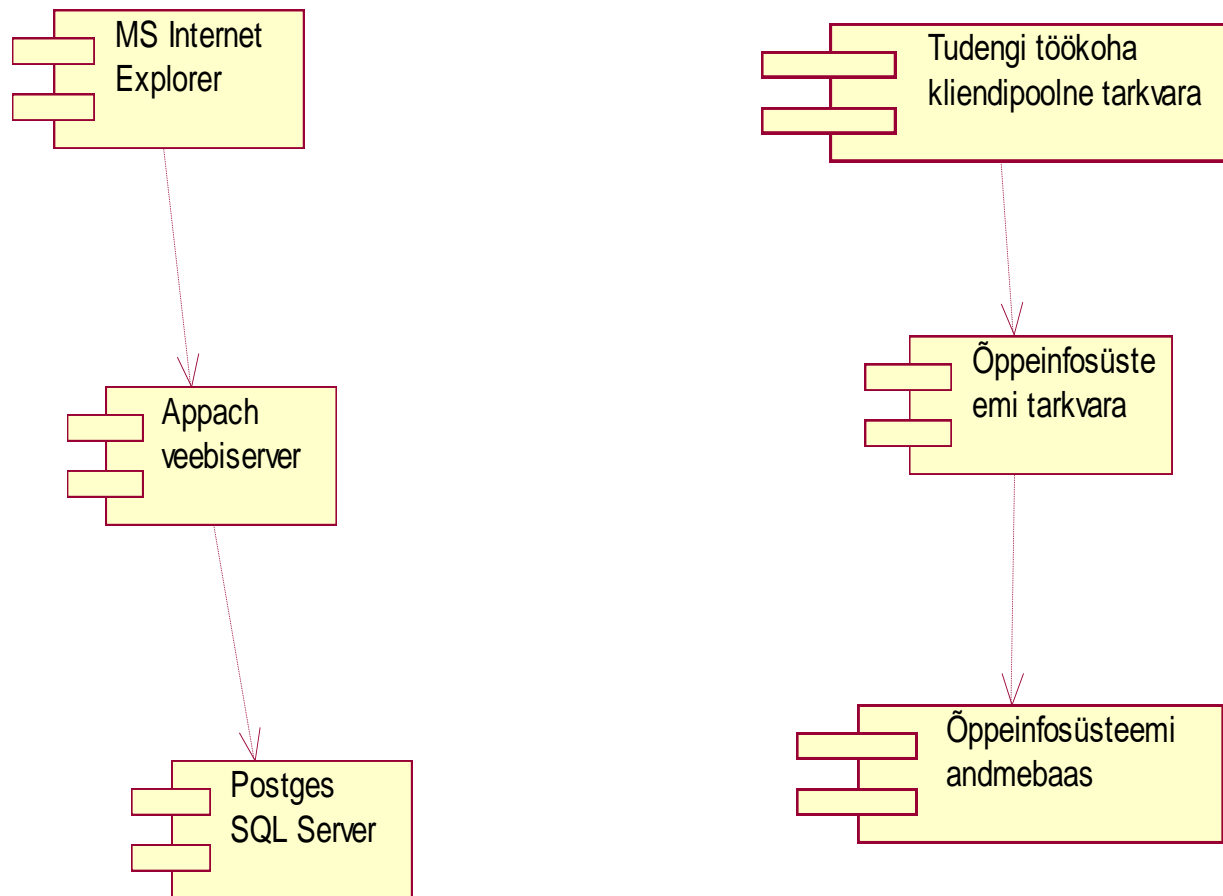 MS Internet
Explorer
Tudengi töökoha
kliendipoolne tarkvara
Appach
veebiserver
Õppeinfosüste
emi tarkvara
Postges
SQL Server
Õppeinfosüsteemi
andmebaas